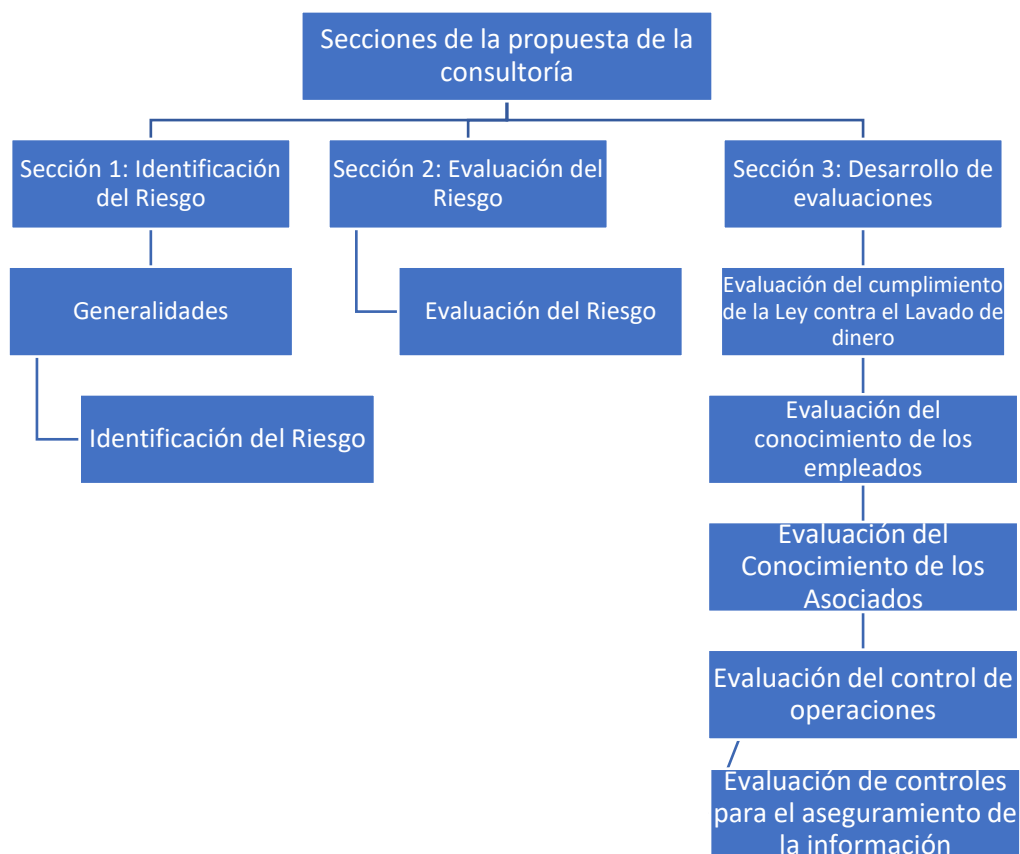 Secciones de la propuesta de la
consultoría
Sección 1: Identificación
del Riesgo
Generalidades
Identificación del Riesgo
Sección 2: Evaluación del
Riesgo
Evaluación del Riesgo
Sección 3: Desarrollo de
evaluaciones
Evaluación del cumplimiento
de la Ley contra el Lavado de
dinero
Evaluación del
conocimiento de los
empleados
Evaluación del
Conocimiento de los
Asociados
Evaluación del control de
operaciones
Evaluación de controles
para el aseguramiento de
la información